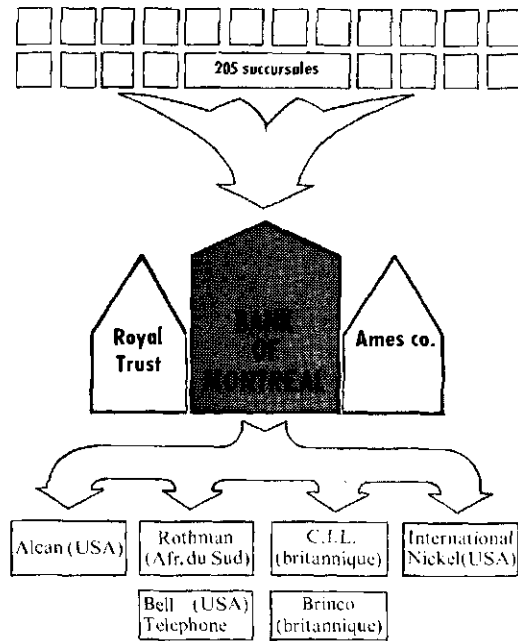 205 succursales
Royal
Trust
BANK
OF
MONTREAL
Ames co.
Alcan (USA)
Rothman
(Afr. du Sud)
C.I.L.
(britannique)
International
Nickel(USA)
Bell (USA)
Telephone
Brinco
(britannique)